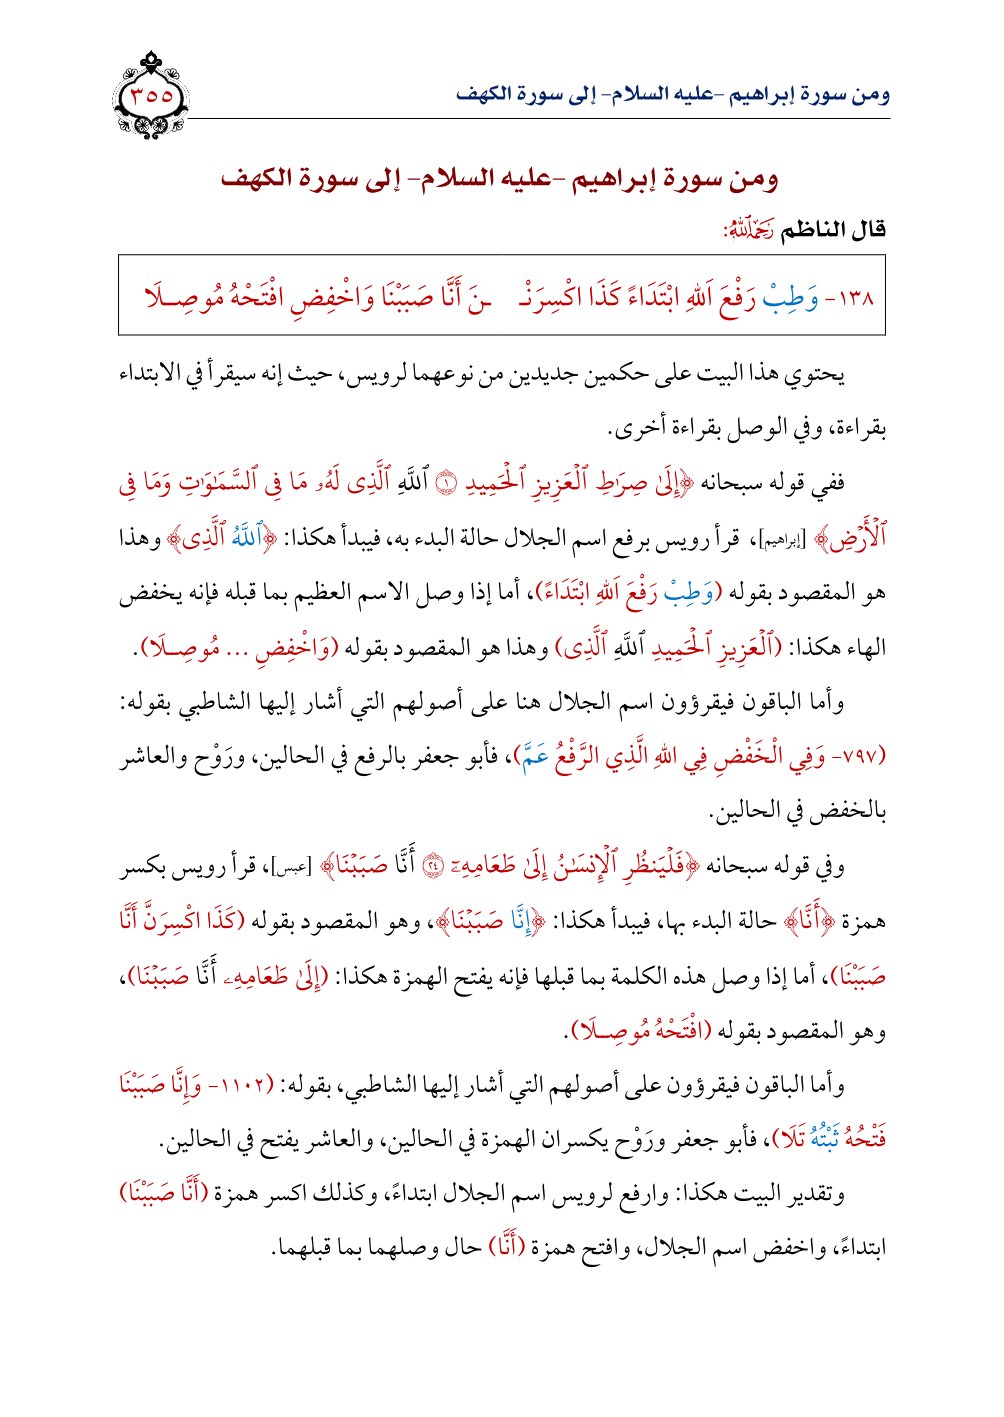 ومن سورة إبراهيم –عليه السلام– إلى سورة الكهف
٣٥٥
ومن سورة إبراهيم –عليه السلام– إلى سورة الكهف
قال الناظم رَحِمَهُ ٱللَّهُ:
١٣٨- وَطِبْ رَفْعَ اَللهِ ابْتَدَاءً كَذَا اكْسِرَنْـ ـنَ أَنَّا صَبَبْنَا وَاخْفِضِ افْتَحْهُ مُوصِـلَا
يحتوي هذا البيت على حكمين جديدين من نوعهما لرويس، حيث إنه سيقرأ في الابتداء
بقراءة، وفي الوصل بقراءة أخرى.
ففي قوله سبحانه ﴿إِلَىٰ صِرَٰطِ ٱلْعَزِيزِ ٱلْحَمِيدِ ۝١ ٱللَّهِ ٱلَّذِى لَهُۥ مَا فِى ٱلسَّمَٰوَٰتِ وَمَا فِى
ٱلْأَرْضِ﴾ [إبراهيم]، قرأ رويس برفع اسم الجلال حالة البدء به، فيبدأ هكذا: ﴿ٱللَّهُ ٱلَّذِى﴾ وهذا
هو المقصود بقوله (وَطِبْ رَفْعَ اَللهِ ابْتَدَاءً)، أما إذا وصل الاسم العظيم بما قبله فإنه يخفض
الهاء هكذا: (ٱلْعَزِيزِ ٱلْحَمِيدِ ٱللَّهِ ٱلَّذِى) وهذا هو المقصود بقوله (وَاخْفِضِ ... مُوصِـلَا).
وأما الباقون فيقرؤون اسم الجلال هنا على أصولهم التي أشار إليها الشاطبي بقوله:
(٧٩٧- وَفِي الْخَفْضِ فِي اللهِ الَّذِي الرَّفْعُ عَمَّ)، فأبو جعفر بالرفع في الحالين، ورَوْح والعاشر
بالخفض في الحالين.
وفي قوله سبحانه ﴿فَلْيَنظُرِ ٱلْإِنسَٰنُ إِلَىٰ طَعَامِهِۦٓ ۝٢٤ أَنَّا صَبَبْنَا﴾ [عبس]، قرأ رويس بكسر
همزة ﴿أَنَّا﴾ حالة البدء بها، فيبدأ هكذا: ﴿إِنَّا صَبَبْنَا﴾، وهو المقصود بقوله (كَذَا اكْسِرَنَّ أَنَّا
صَبَبْنَا)، أما إذا وصل هذه الكلمة بما قبلها فإنه يفتح الهمزة هكذا: (إِلَىٰ طَعَامِهِۦ أَنَّا صَبَبْنَا)،
وهو المقصود بقوله (افْتَحْهُ مُوصِـلَا).
وأما الباقون فيقرؤون على أصولهم التي أشار إليها الشاطبي، بقوله: (١١٠٢- وَإِنَّا صَبَبْنَا
فَتْحُهُ ثَبْتُهُ تَلَا)، فأبو جعفر ورَوْح يكسران الهمزة في الحالين، والعاشر يفتح في الحالين.
وتقدير البيت هكذا: وارفع لرويس اسم الجلال ابتداءً، وكذلك اكسر همزة (أَنَّا صَبَبْنَا)
ابتداءً، واخفض اسم الجلال، وافتح همزة (أَنَّا) حال وصلهما بما قبلهما.